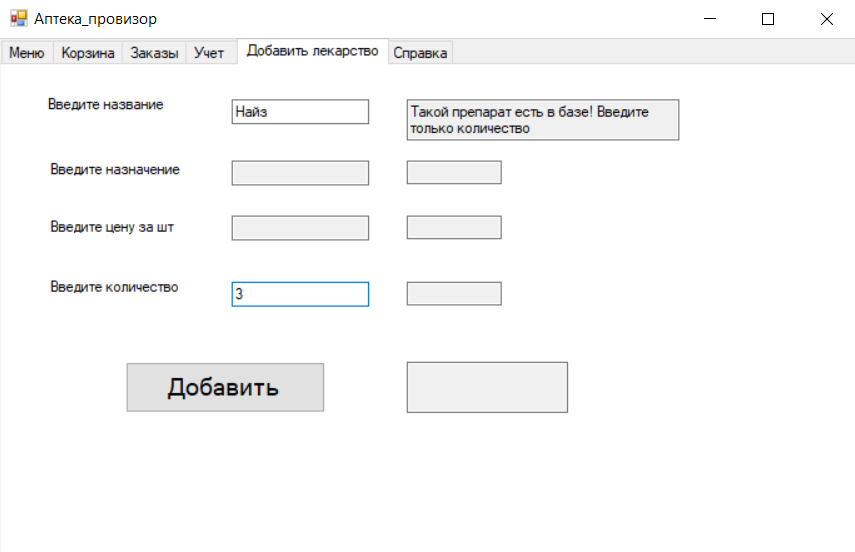 Аптека_провизор
Меню Корзина Заказы Учет Добавить лекарство Справка
Введите название
Найз
Такой препарат есть в базе! Введите
только количество
Введите назначение
Введите цену за шт
Введите количество
3
Добавить